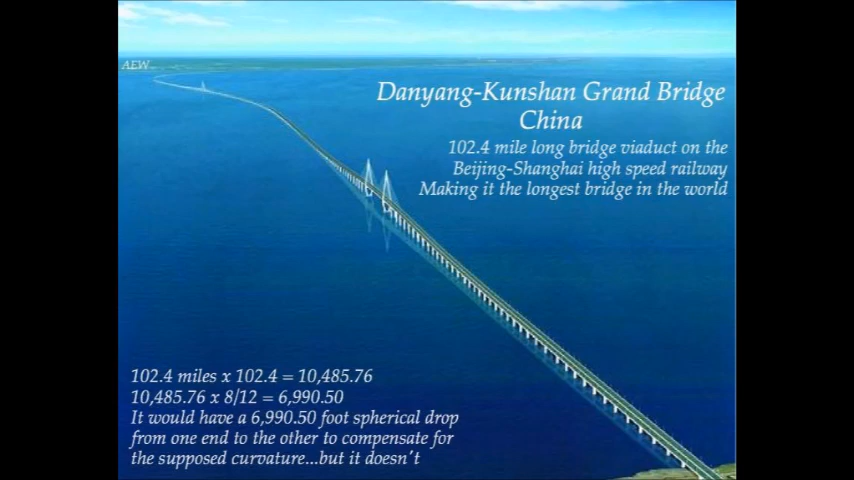 AEW
Danyang-Kunshan Grand Bridge
China
102.4 mile long bridge viaduct on the
Beijing-Shanghai high speed railway
Making it the longest bridge in the world
102.4 miles x 102.4 = 10,485.76
10,485.76 x 8/12 = 6,990.50
It would have a 6,990.50 foot spherical drop
from one end to the other to compensate for
the supposed curvature...but it doesn't